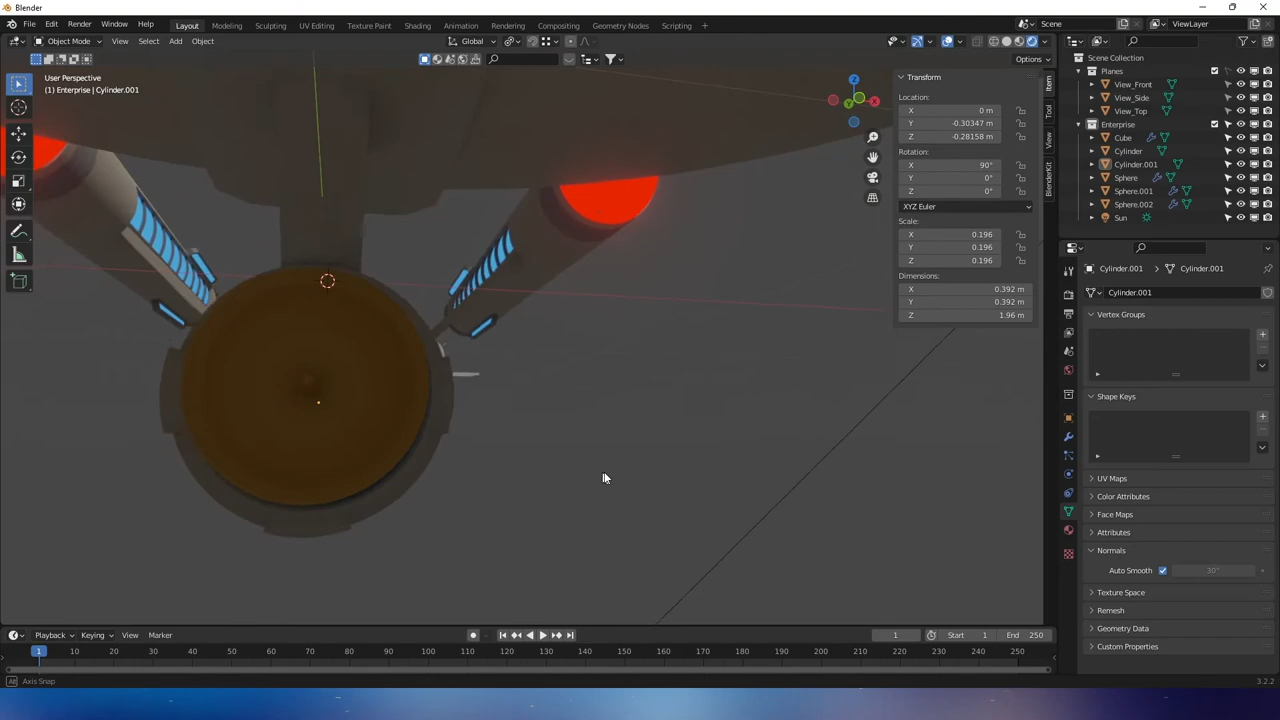 Blender
File Edit Render Window Help Layout Modeling Sculpting UV Editing Texture Paint Shading Animation Rendering Compositing Geometry Nodes Scripting + Scene ViewLayer
Object Mode View Select Add Object Global
Options
User Perspective
(1) Enterprise | Cylinder.001
X
Y
Z
Transform
Location:
X 0 m
Y -0.30347 m
Z -0.28158 m
Rotation:
X 90°
Y 0°
Z 0°
XYZ Euler
Scale:
X 0.196
Y 0.196
Z 0.196
Dimensions:
X 0.392 m
Y 0.392 m
Z 1.96 m
Item
Tool
View
BlenderKit
Scene Collection
Planes
View_Front
View_Side
View_Top
Enterprise
Cube
Cylinder
Cylinder.001
Sphere
Sphere.001
Sphere.002
Sun
Cylinder.001 > Cylinder.001
Cylinder.001
Vertex Groups
Shape Keys
UV Maps
Color Attributes
Face Maps
Attributes
Normals
Auto Smooth 30°
Texture Space
Remesh
Geometry Data
Custom Properties
Playback Keying View Marker 1 Start 1 End 250
1 10 20 30 40 50 60 70 80 90 100 110 120 130 140 150 160 170 180 190 200 210 220 230 240 250
Alt Axis Snap 3.2.2